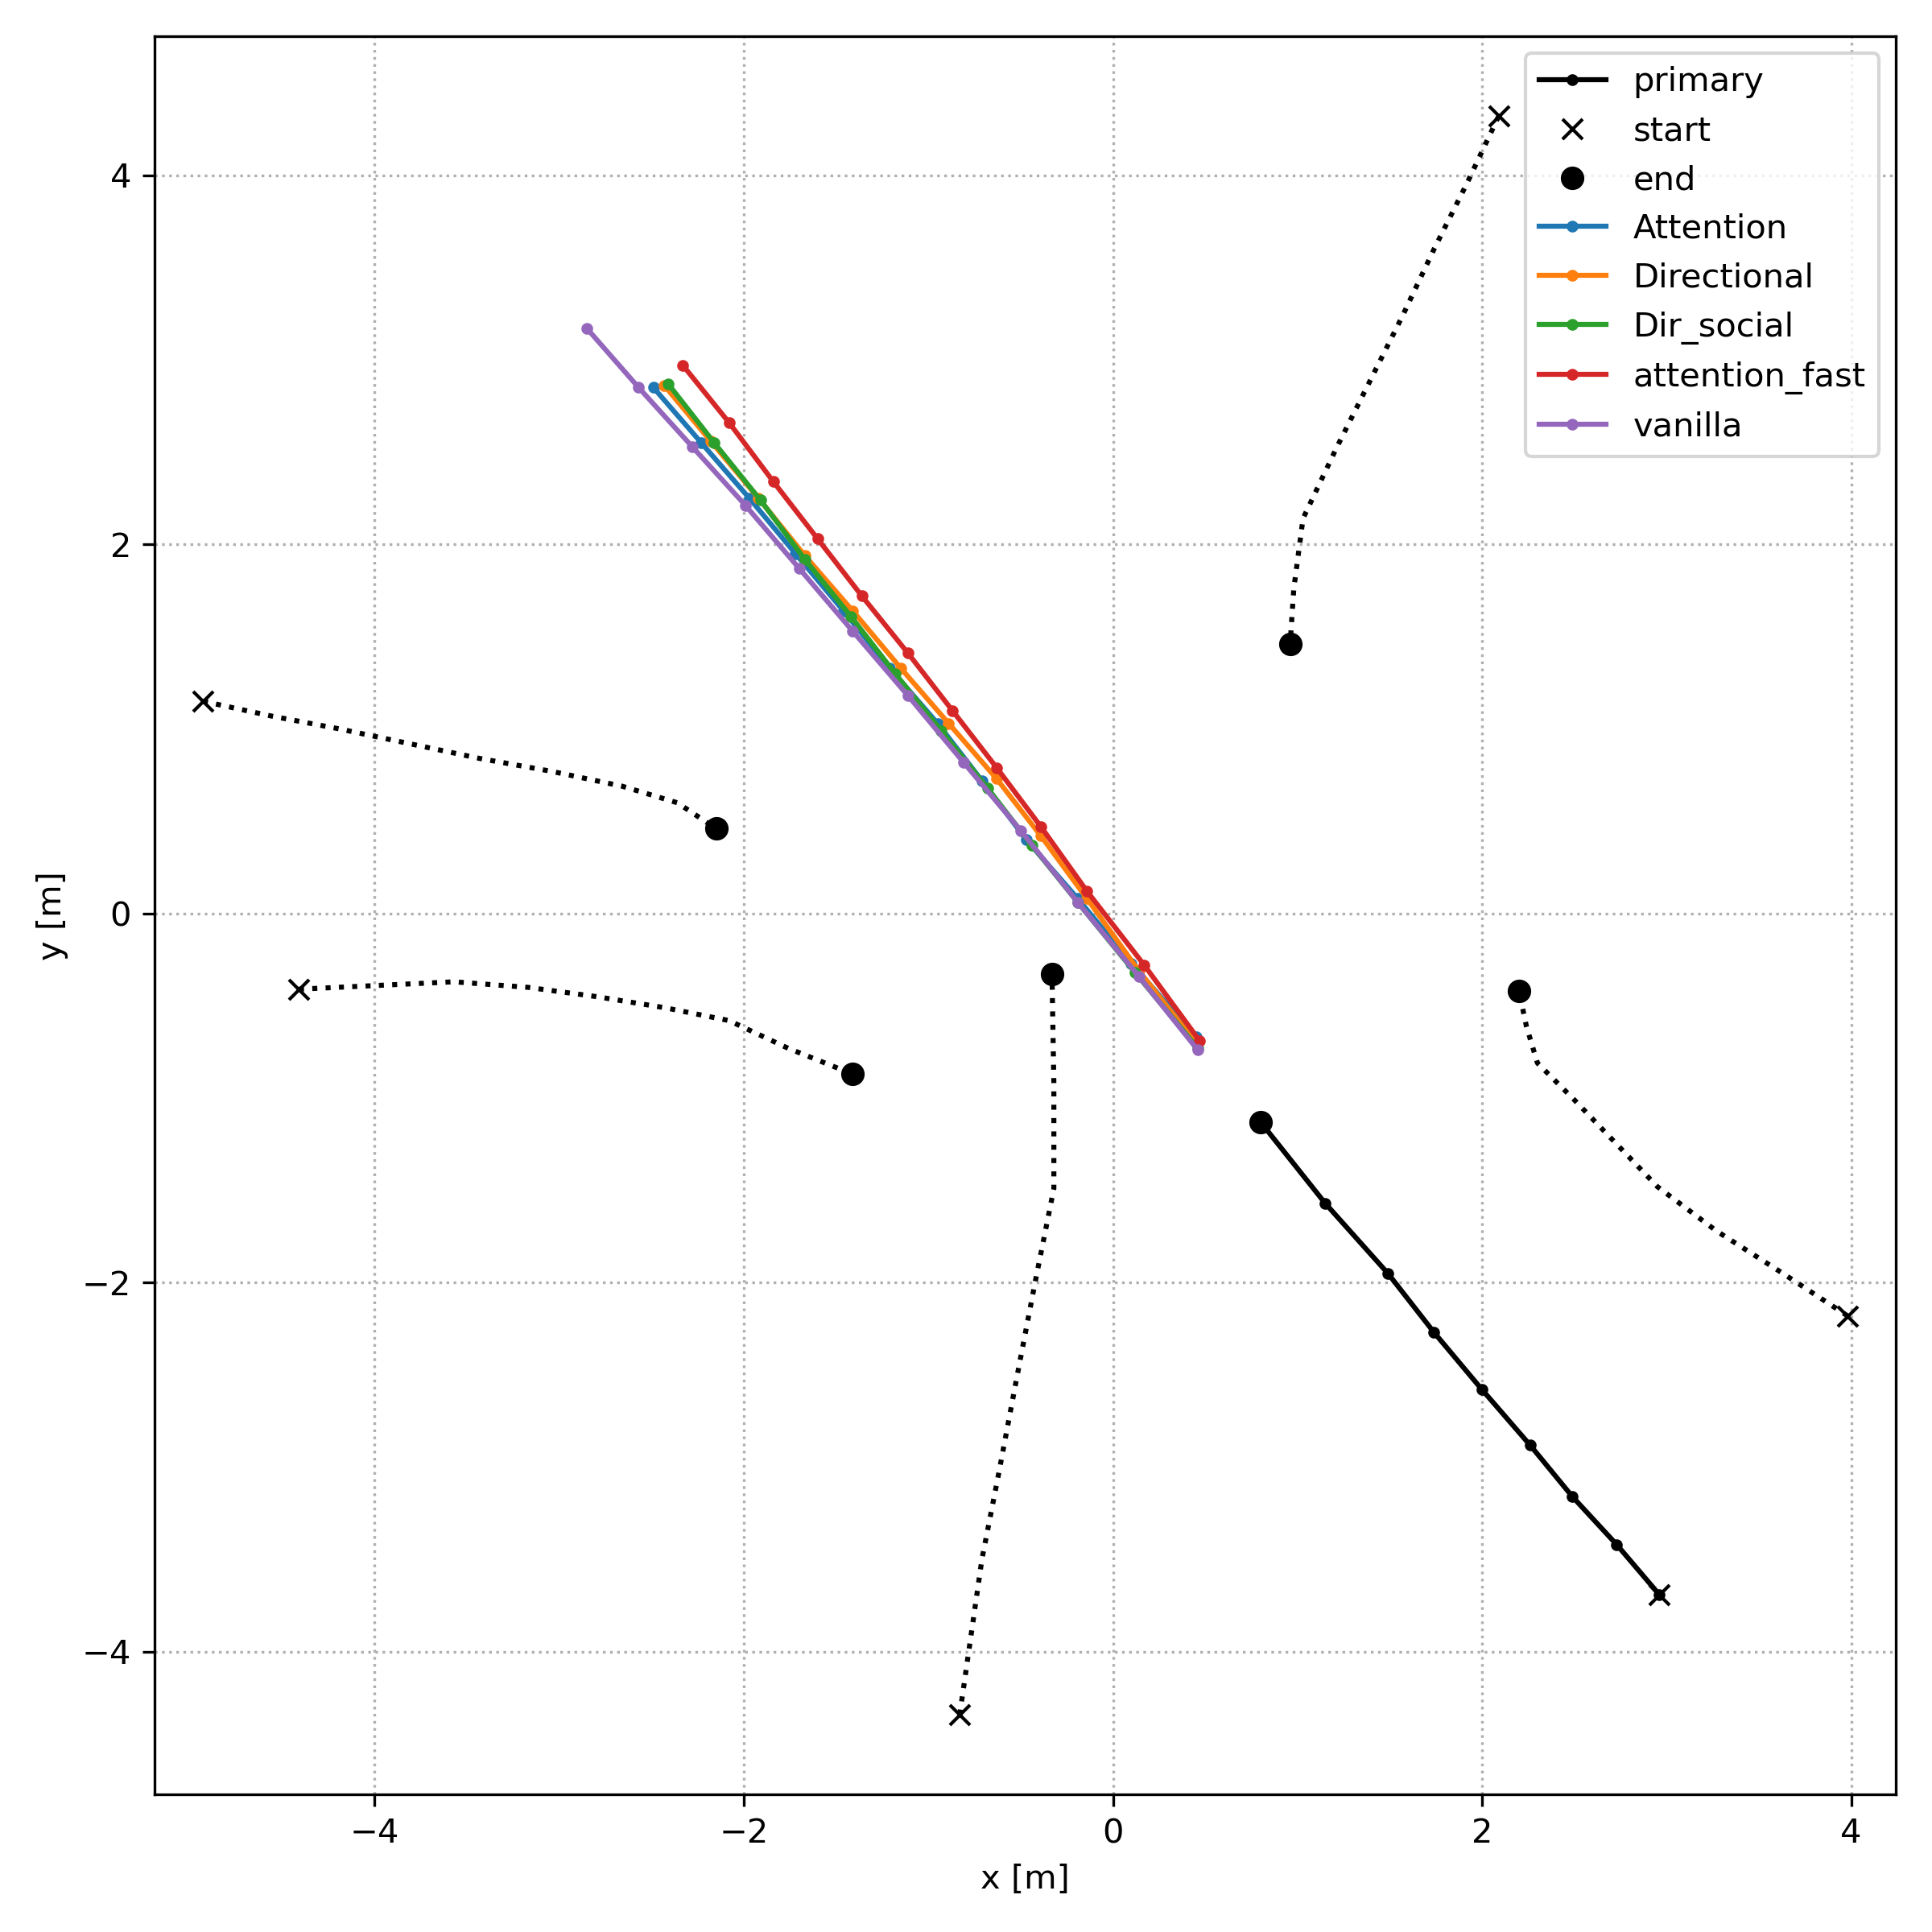 primary
start
end
Attention
Directional
Dir_social
attention_fast
vanilla
4
2
0
−2
−4
y [m]
−4 −2 0 2 4
x [m]